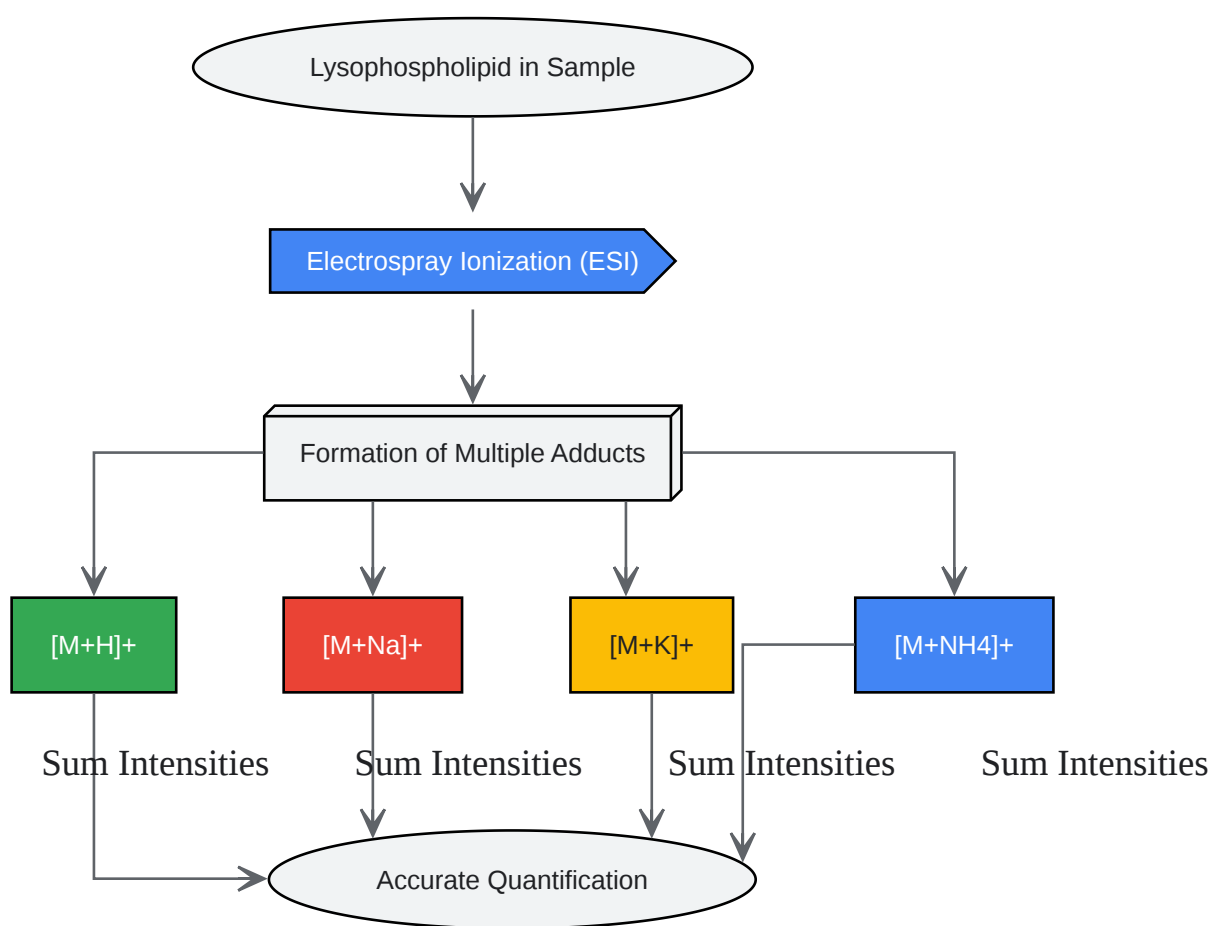 Lysophospholipid in Sample
Electrospray Ionization (ESI)
Formation of Multiple Adducts
[M+H]+
[M+Na]+
[M+K]+
[M+NH4]+
Sum Intensities
Sum Intensities
Sum Intensities
Sum Intensities
Accurate Quantification